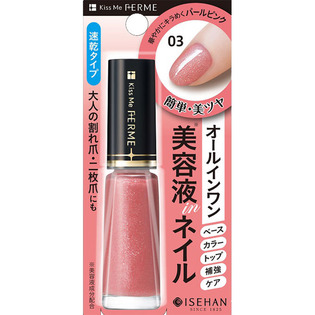 Kiss Me FERME
華やかにキラめくパールピンク
03
簡単・美ツヤ
速乾タイプ
大人の割れ爪・二枚爪にも
※美容液成分配合
Kiss Me FERME
オールインワン
美容液inネイル
※
ベース
カラー
トップ
補強
ケア
ISEHAN
SINCE 1825